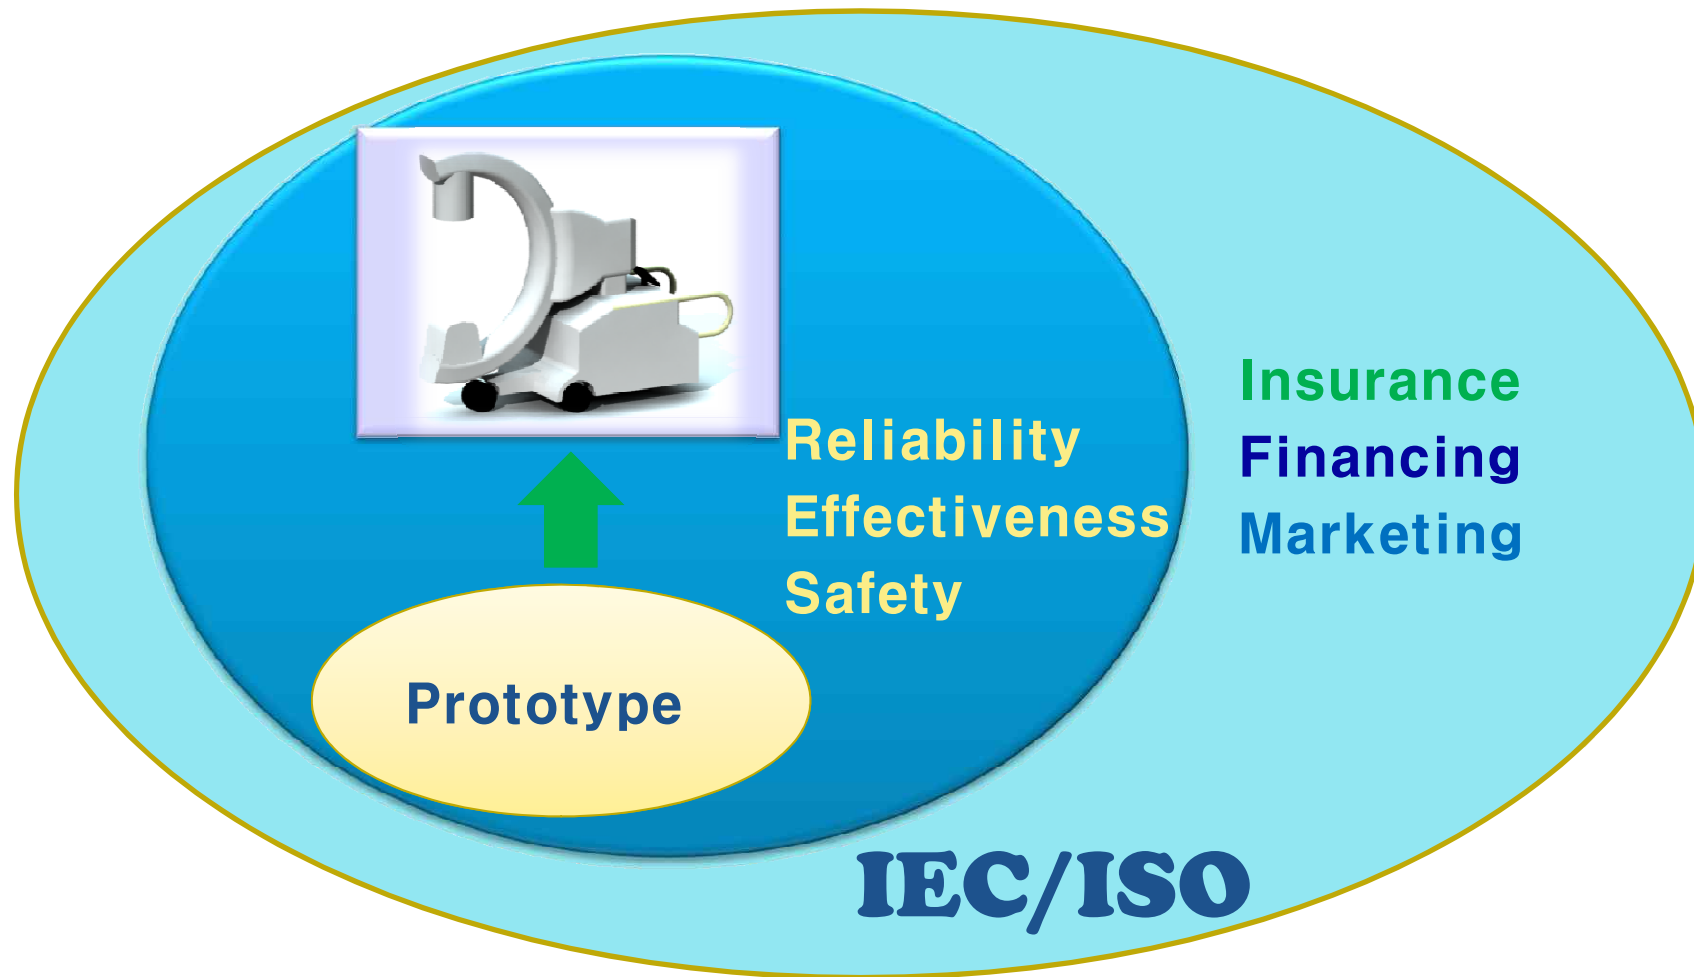 Reliability
Effectiveness
Safety
Insurance
Financing
Marketing
Prototype
IEC/ISO